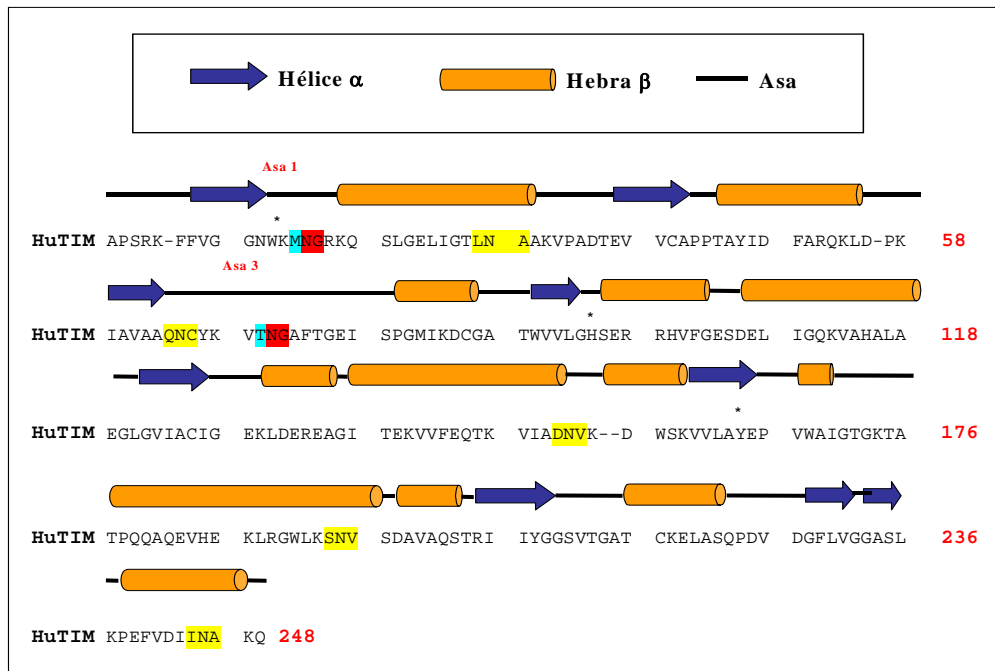 Hélice α Hebra β Asa
Asa 1
*
HuTIM APSRK-FFVG GNWKMNGRKQ SLGELIGTLN AAKVPADTEV VCAPPTAYID FARQKLD-PK 58
Asa 3
*
HuTIM IAVAAQNCYK VTNGAFTGEI SPGMIKDCGA TWVVLGHSER RHVFGESDEL IGQKVAHALA 118
*
HuTIM EGLGVIACIG EKLDEREAGI TEKVVFEQTK VIADNVK--D WSKVVLAYEP VWAIGTGKTA 176
HuTIM TPQQAQEVHE KLRGWLKSNV SDAVAQSTRI IYGGSVTGAT CKELASQPDV DGFLVGGASL 236
HuTIM KPEFVDIINA KQ 248